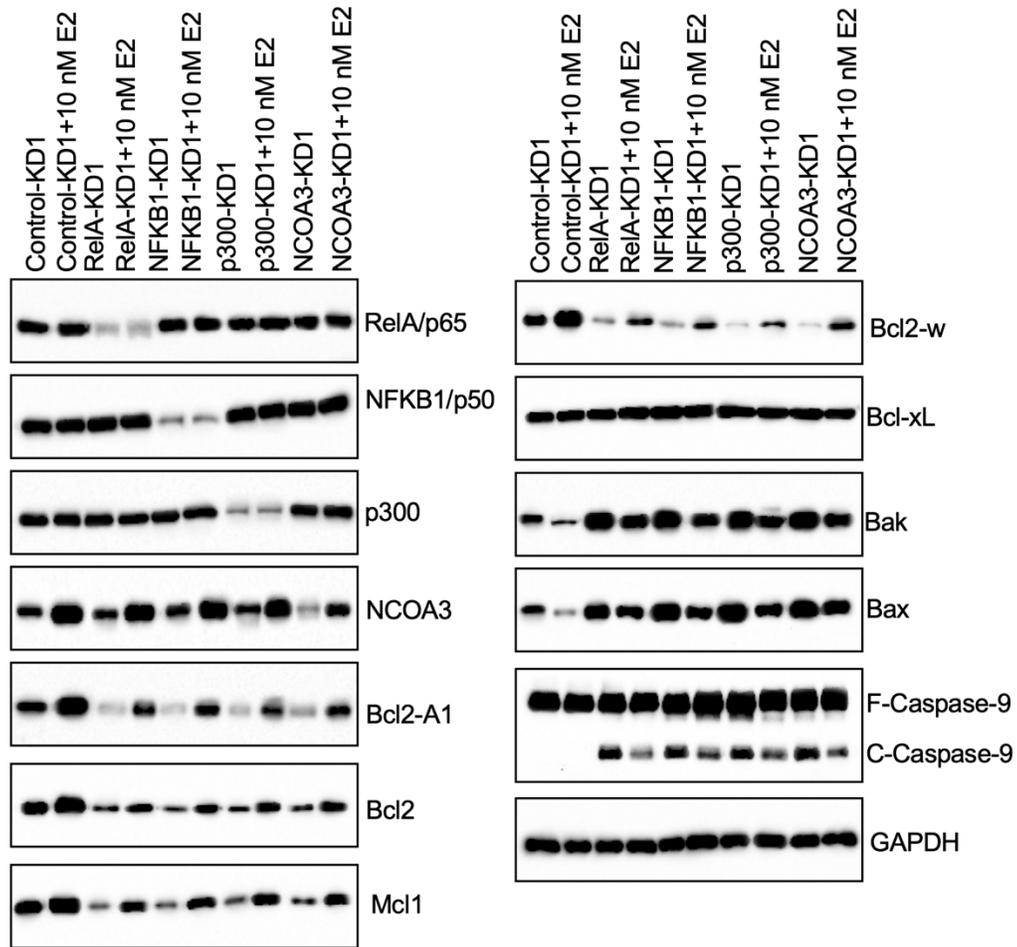 Control-KD1
Control-KD1+10 nM E2
RelA-KD1
RelA-KD1+10 nM E2
NFKB1-KD1
NFKB1-KD1+10 nM E2
p300-KD1
p300-KD1+10 nM E2
NCOA3-KD1
NCOA3-KD1+10 nM E2
RelA/p65
NFKB1/p50
p300
NCOA3
Bcl2-A1
Bcl2
Mcl1
Control-KD1
Control-KD1+10 nM E2
RelA-KD1
RelA-KD1+10 nM E2
NFKB1-KD1
NFKB1-KD1+10 nM E2
p300-KD1
p300-KD1+10 nM E2
NCOA3-KD1
NCOA3-KD1+10 nM E2
Bcl2-w
Bcl-xL
Bak
Bax
F-Caspase-9
C-Caspase-9
GAPDH